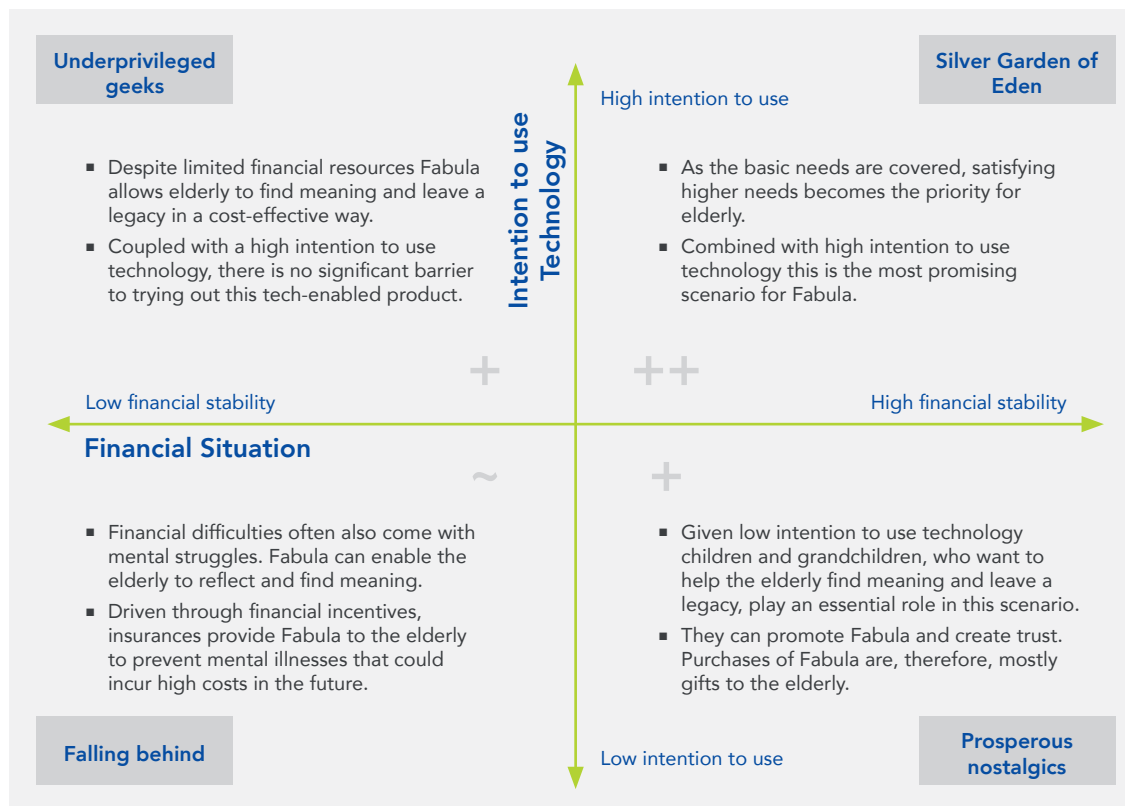 Underprivileged
geeks
Silver Garden of
Eden
High intention to use
Intention to use
Technology
■ Despite limited financial resources Fabula
allows elderly to find meaning and leave a
legacy in a cost-effective way.
■ Coupled with a high intention to use
technology, there is no significant barrier
to trying out this tech-enabled product.
■ As the basic needs are covered, satisfying
higher needs becomes the priority for
elderly.
■ Combined with high intention to use
technology this is the most promising
scenario for Fabula.
+
++
Low financial stability
High financial stability
Financial Situation
~
+
■ Financial difficulties often also come with
mental struggles. Fabula can enable the
elderly to reflect and find meaning.
■ Driven through financial incentives,
insurances provide Fabula to the elderly
to prevent mental illnesses that could
incur high costs in the future.
■ Given low intention to use technology
children and grandchildren, who want to
help the elderly find meaning and leave a
legacy, play an essential role in this scenario.
■ They can promote Fabula and create trust.
Purchases of Fabula are, therefore, mostly
gifts to the elderly.
Falling behind
Low intention to use
Prosperous
nostalgics